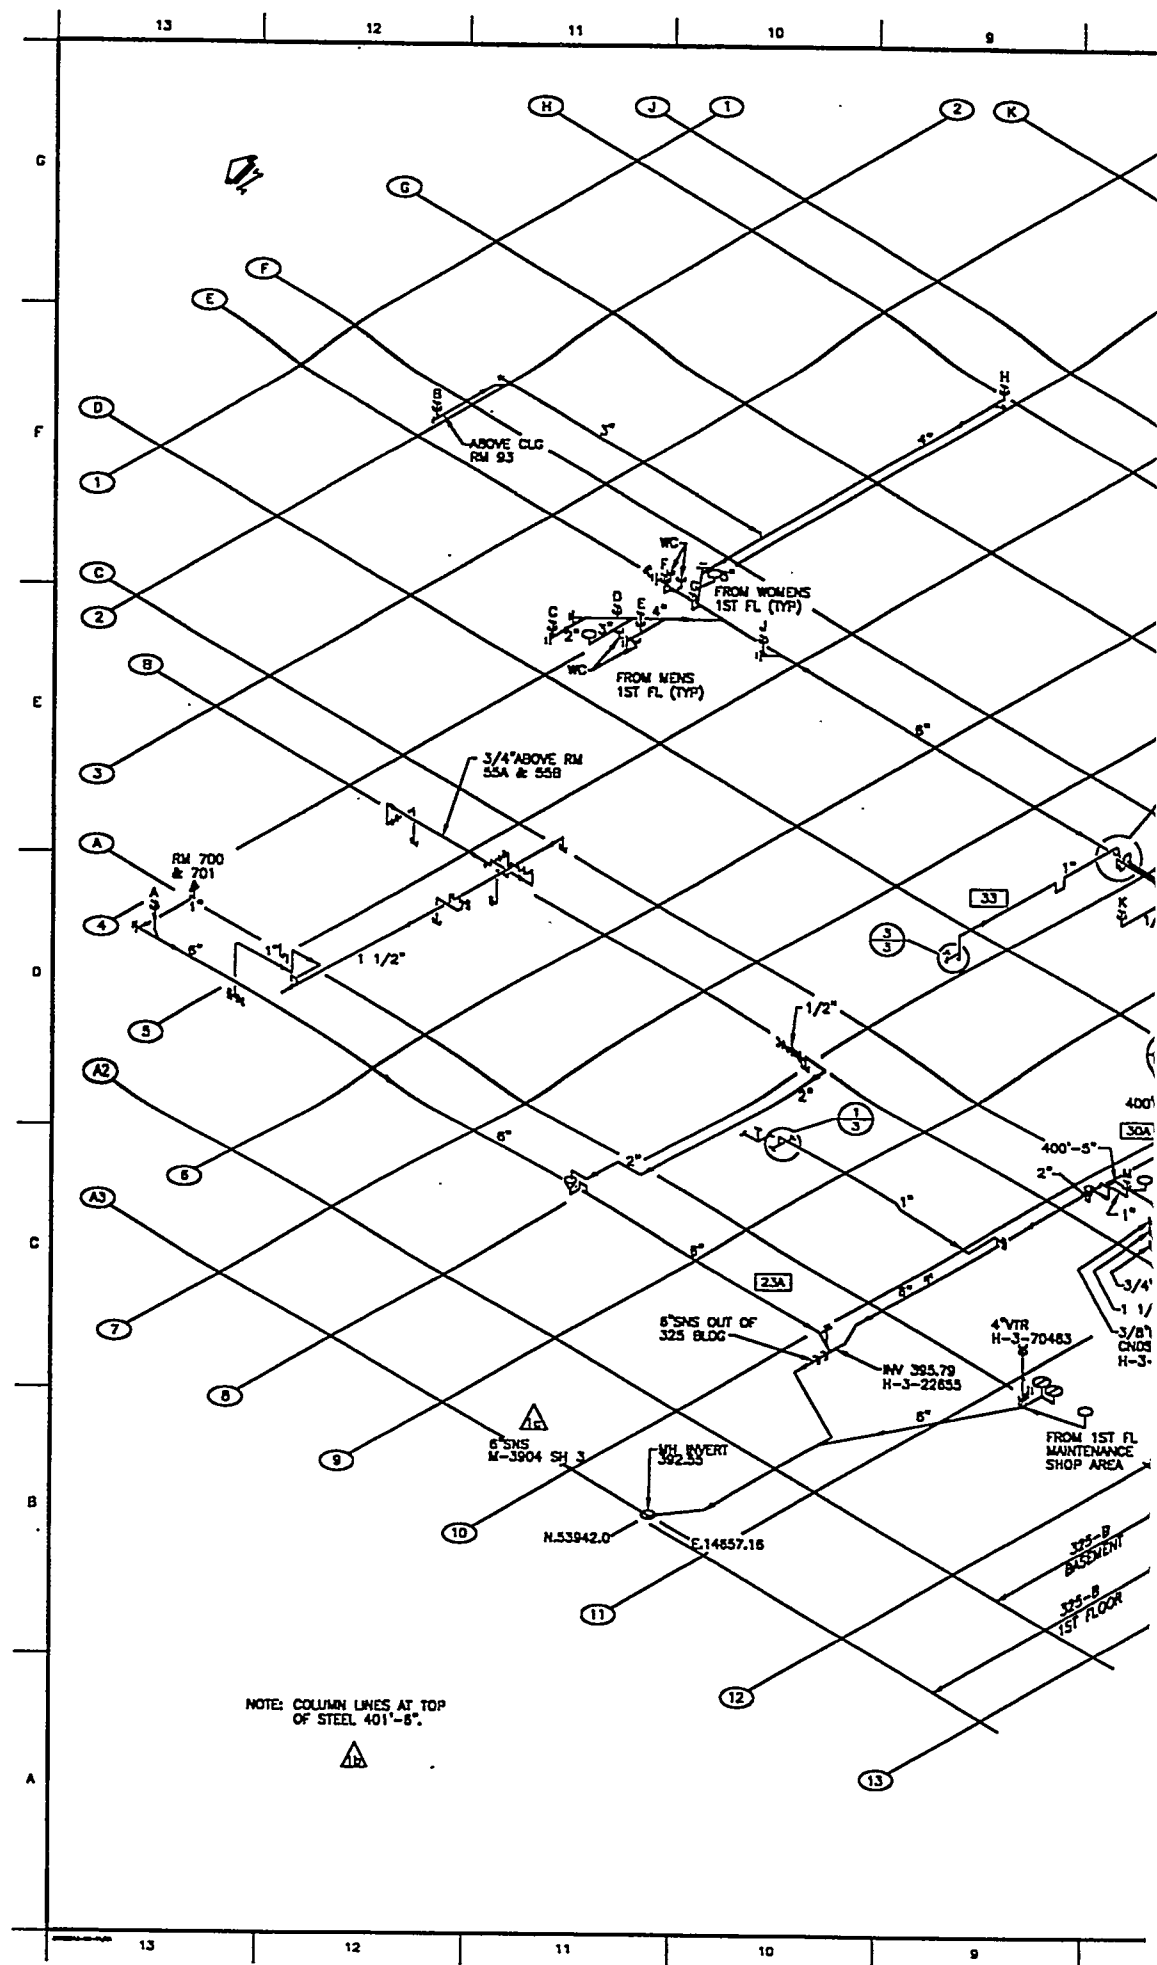 13
12
11
10
9
H
J
1
2
K
G
G
F
E
D
F
B
ABOVE CLG
RM 93
3"
4"
H
1
C
2
WC
F
FROM WOMENS
1ST FL (TYP)
D
E
C
2"
3"
4"
J
WC
FROM MENS
1ST FL (TYP)
B
E
3
6"
3/4"ABOVE RM
55A & 55B
A
RM 700
& 701
A
1"
4
6"
1"
1 1/2"
D
5
33
1"
K
3
3
1/2"
2"
A2
1
3
400'
30A
6"
2"
400'-5"
2"
N
1"
6
A3
C
1"
23A
3/4"
1 1/
3/8"
H-3-
7
6"SNS OUT OF
325 BLDG
4"VTR
H-3-70483
INV 395.79
H-3-22655
8
6"
6"SNS
M-3904 SH 3
1c
MH INVERT
392.55
FROM 1ST FL
MAINTENANCE
SHOP AREA
9
B
10
N.53942.0
E.14657.16
325-B
BASEMENT
11
325-B
1ST FLOOR
12
NOTE: COLUMN LINES AT TOP
OF STEEL 401'-6".
1b
A
13
13
12
11
10
9